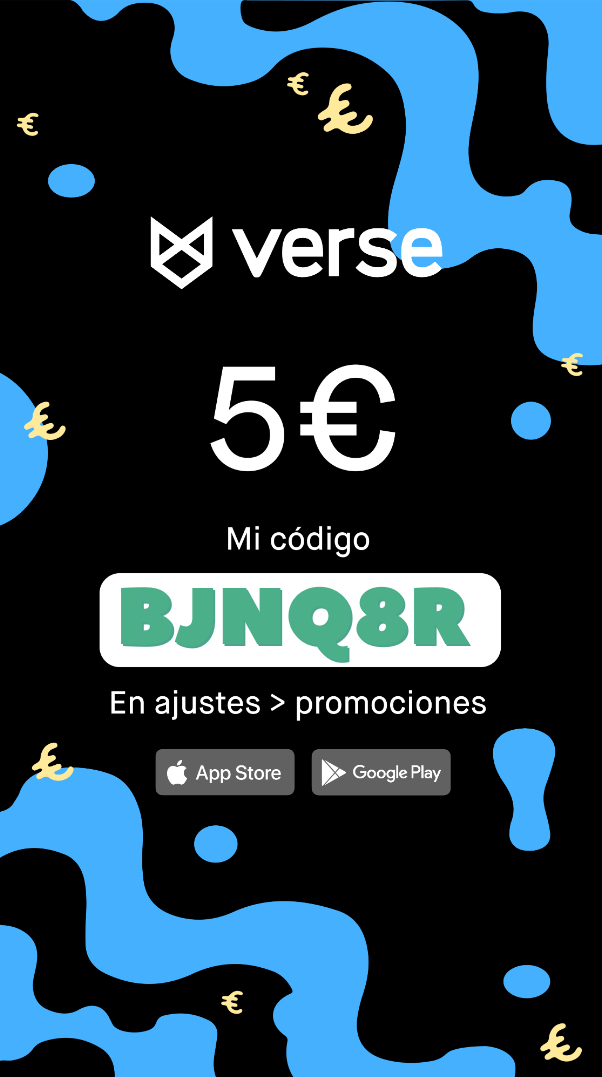 verse
5€
Mi código
BJNQ8R
En ajustes > promociones
App Store
Google Play